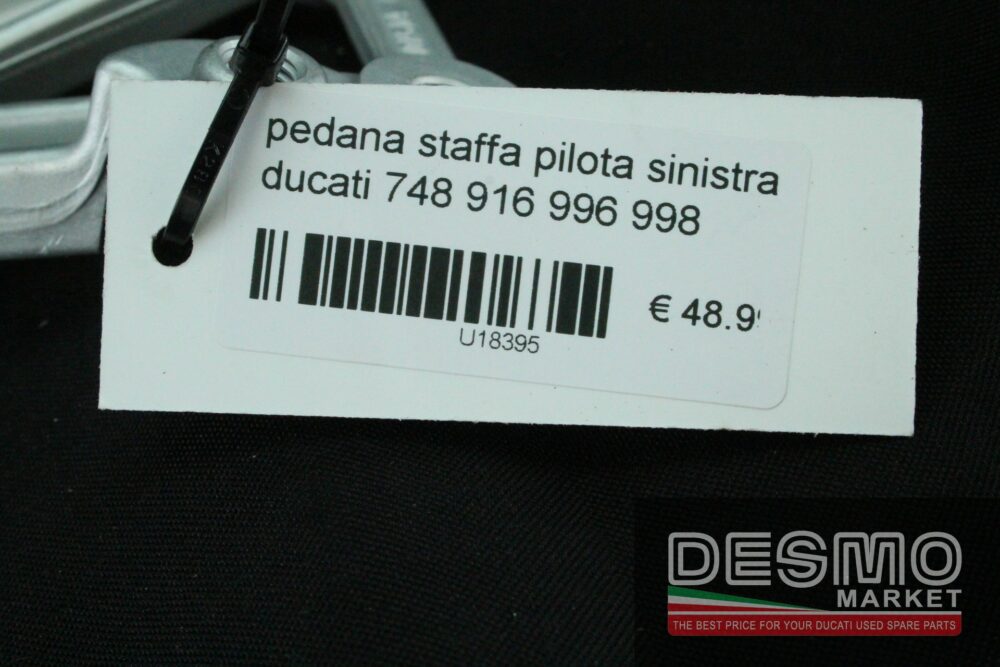 pedana staffa pilota sinistra
ducati 748 916 996 998
€ 48.9
U18395
DESMO
MARKET
THE BEST PRICE FOR YOUR DUCATI USED SPARE PARTS